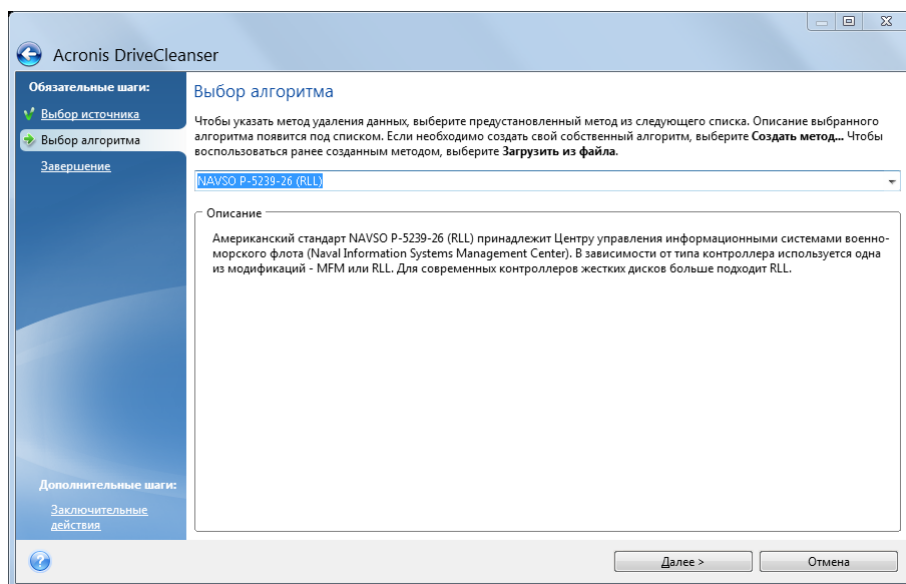 Acronis DriveCleanser
Обязательные шаги:
Выбор источника
Выбор алгоритма
Завершение
Выбор алгоритма
Чтобы указать метод удаления данных, выберите предустановленный метод из следующего списка. Описание выбранного
алгоритма появится под списком. Если необходимо создать свой собственный алгоритм, выберите Создать метод... Чтобы
воспользоваться ранее созданным методом, выберите Загрузить из файла.
NAVSO P-5239-26 (RLL)
Описание
Американский стандарт NAVSO P-5239-26 (RLL) принадлежит Центру управления информационными системами военно-
морского флота (Naval Information Systems Management Center). В зависимости от типа контроллера используется одна
из модификаций - MFM или RLL. Для современных контроллеров жестких дисков больше подходит RLL.
Дополнительные шаги:
Заключительные
действия
Далее >
Отмена